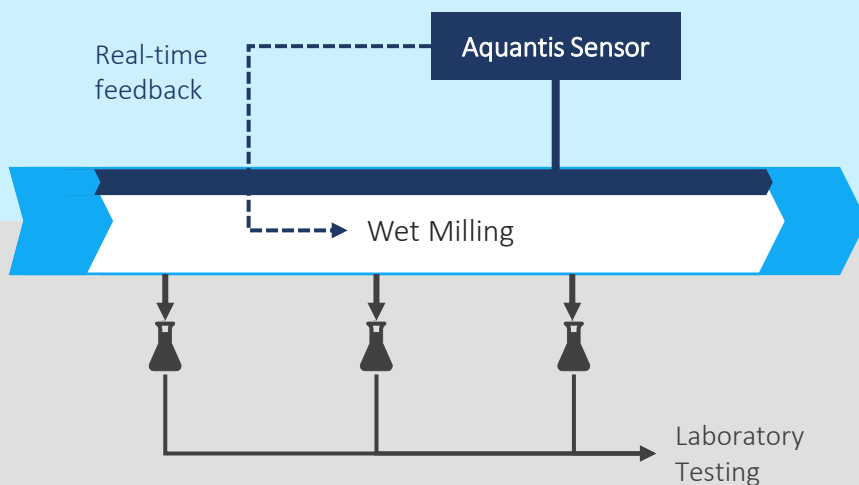 Aquantis Sensor
Real-time
feedback
Wet Milling
Laboratory
Testing